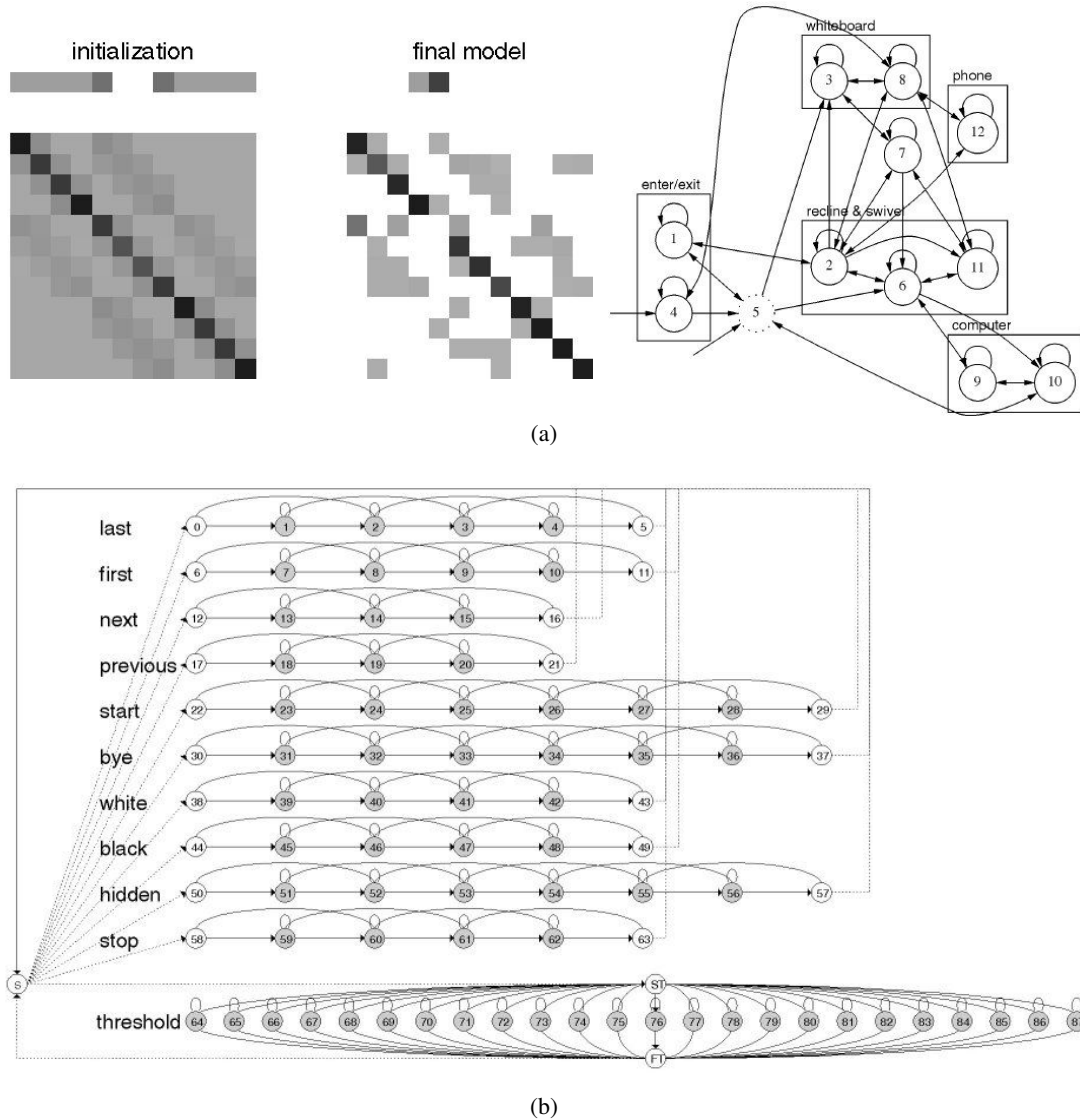 initialization
final model
whiteboard
3 8
phone
12
7
enter/exit
1
4
recline & swivel
2 6 11
5
computer
9 10
(a)
last 0 1 2 3 4 5
first 6 7 8 9 10 11
next 12 13 14 15 16
previous 17 18 19 20 21
start 22 23 24 25 26 27 28 29
bye 30 31 32 33 34 35 36 37
white 38 39 40 41 42 43
black 44 45 46 47 48 49
hidden 50 51 52 53 54 55 56 57
stop 58 59 60 61 62 63
S ST
threshold 64 65 66 67 68 69 70 71 72 73 74 75 76 77 78 79 80 81 82 83 84 85 86 87
FT
(b)